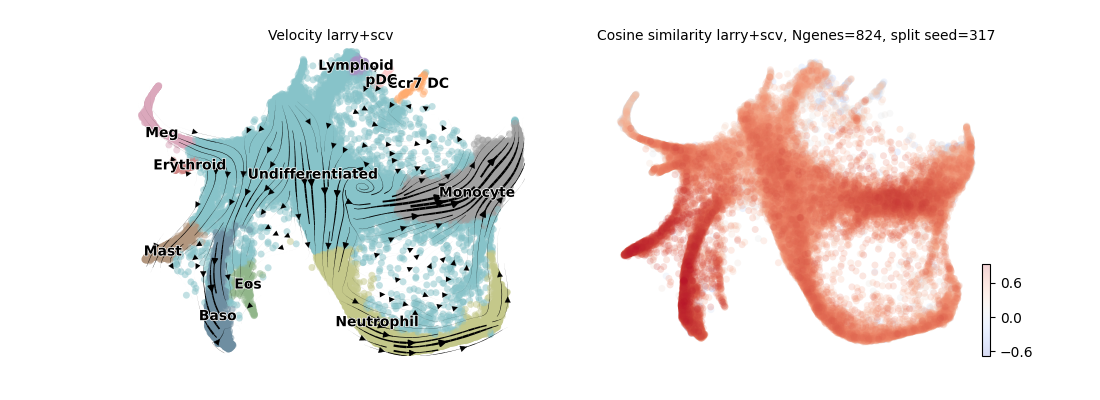 Velocity larry+scv
Cosine similarity larry+scv, Ngenes=824, split seed=317
Lymphoid
pDC
Ccr7 DC
Meg
Erythroid
Undifferentiated
Monocyte
Mast
Eos
Baso
Neutrophil
0.6
0.0
−0.6